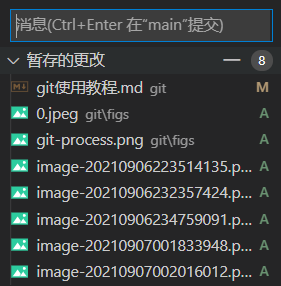 消息(Ctrl+Enter 在“main”提交)
暂存的更改 8
git使用教程.md git M
0.jpeg git\figs A
git-process.png git\figs A
image-20210906223514135.p... A
image-20210906232357424.p... A
image-20210906234759091.p... A
image-20210907001833948.p... A
image-20210907002016012.p... A